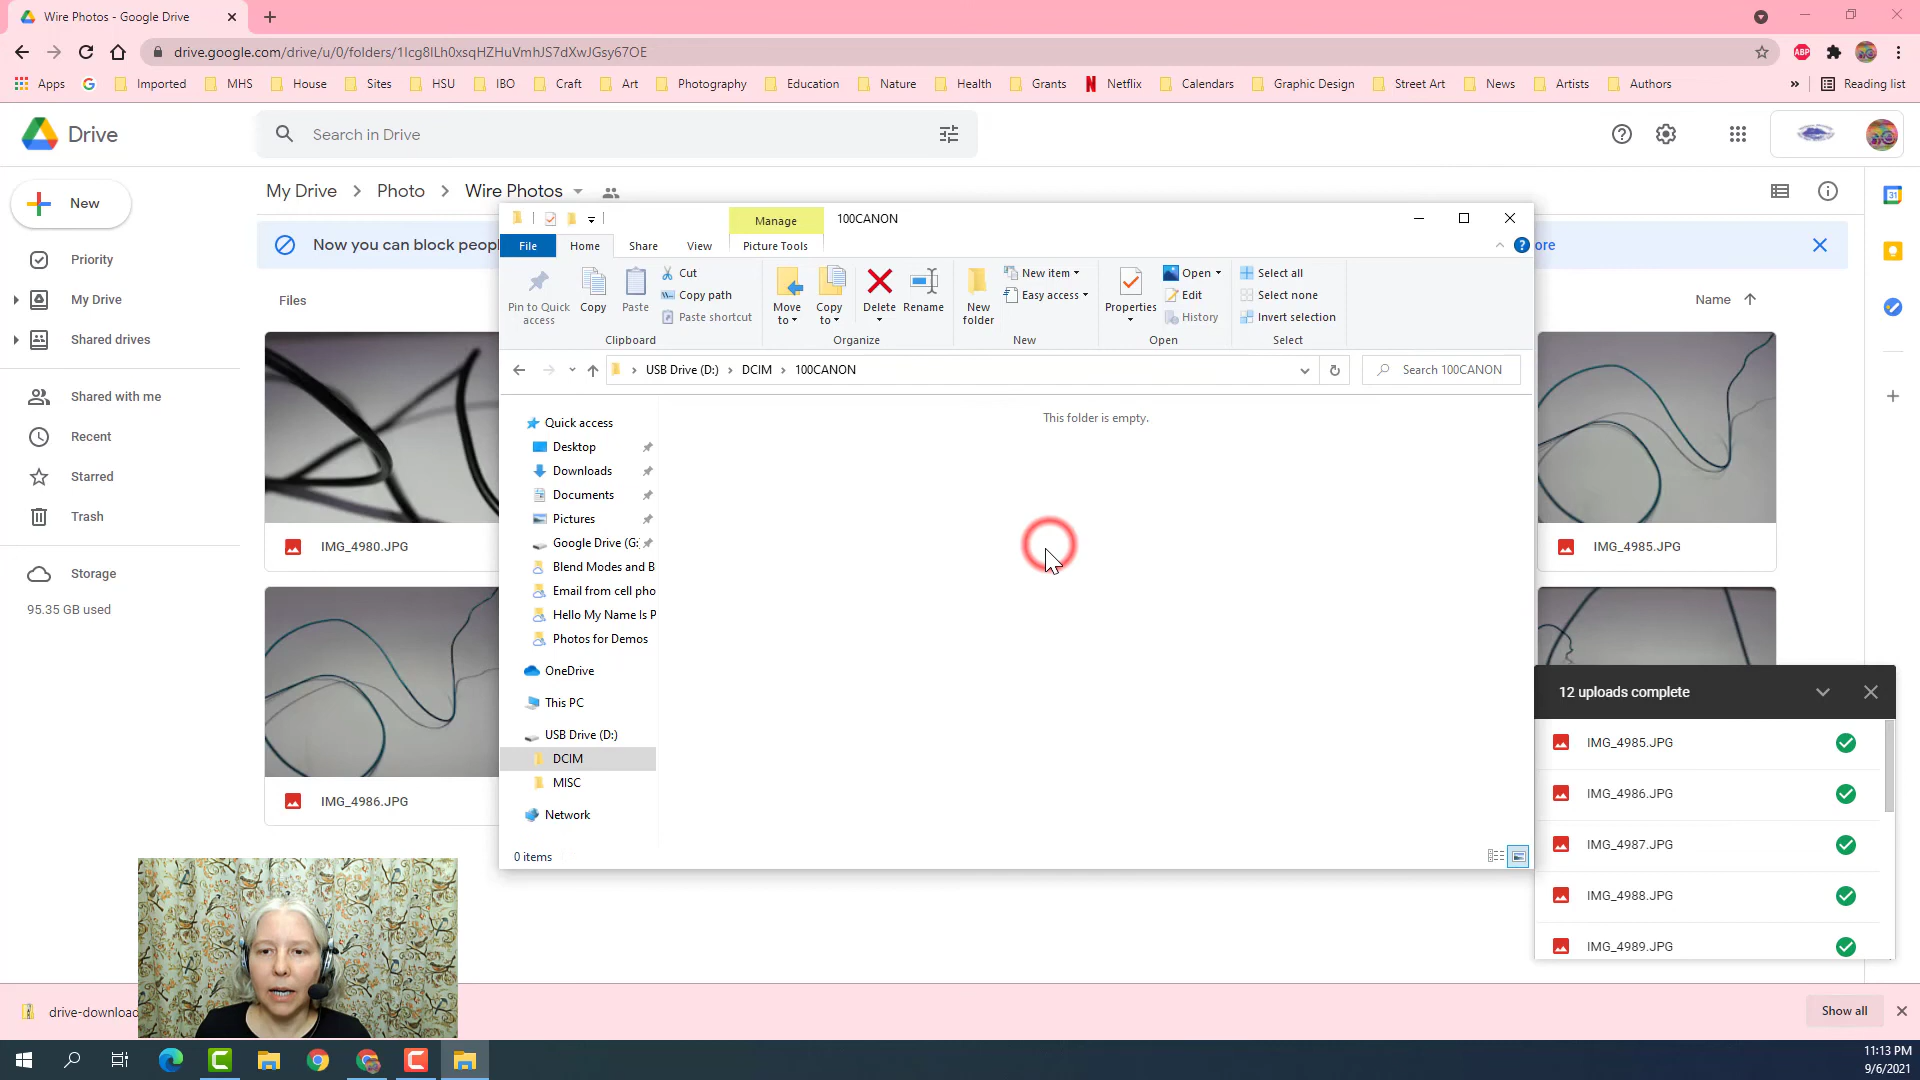 Wire Photos - Google Drive
drive.google.com/drive/u/0/folders/1Icg8ILh0xsqHZHuVmhJS7dXwJGsy67OE
ABP
Apps
Imported
MHS
House
Sites
HSU
IBO
Craft
Art
Photography
Education
Nature
Health
Grants
Netflix
Calendars
Graphic Design
Street Art
News
Artists
Authors
Reading list
Drive
Search in Drive
New
My Drive
Photo
Wire Photos
Manage
100CANON
Priority
Now you can block peopl
ore
File
Home
Share
View
Picture Tools
My Drive
Files
Name
Shared drives
Pin to Quick access
Copy
Paste
Cut
Copy path
Paste shortcut
Clipboard
Move to
Copy to
Delete
Rename
Organize
New folder
New item
Easy access
New
Properties
Open
Edit
History
Open
Select all
Select none
Invert selection
Select
USB Drive (D:)
DCIM
100CANON
Search 100CANON
Shared with me
Recent
Starred
Trash
Storage
95.35 GB used
Quick access
Desktop
Downloads
Documents
Pictures
Google Drive (G:
Blend Modes and B
Email from cell pho
Hello My Name Is P
Photos for Demos
OneDrive
This PC
USB Drive (D:)
DCIM
MISC
Network
This folder is empty.
0 items
IMG_4980.JPG
IMG_4985.JPG
IMG_4986.JPG
12 uploads complete
IMG_4985.JPG
IMG_4986.JPG
IMG_4987.JPG
IMG_4988.JPG
IMG_4989.JPG
31
drive-download
Show all
11:13 PM
9/6/2021